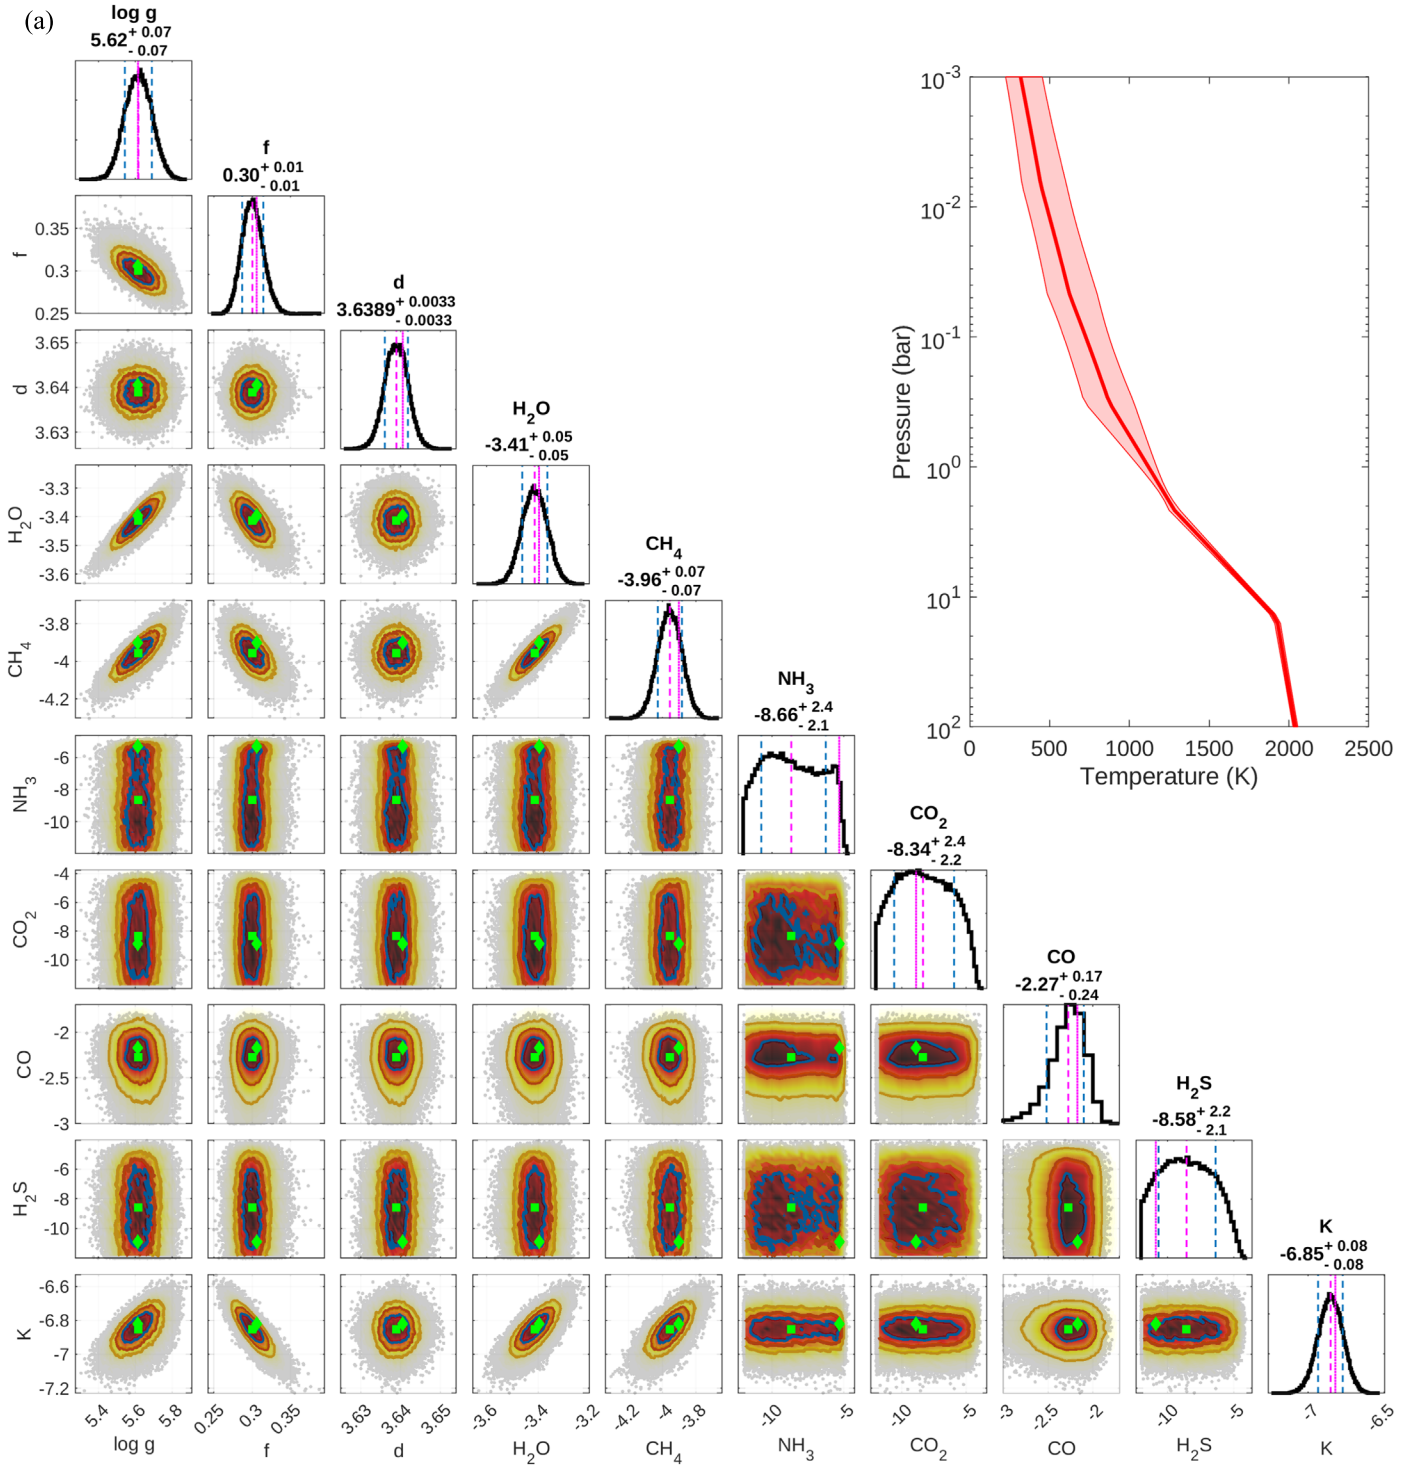 (a)
log g
5.62 + 0.07 - 0.07
f
0.30 + 0.01 - 0.01
d
3.6389 + 0.0033 - 0.0033
H2O
-3.41 + 0.05 - 0.05
CH4
-3.96 + 0.07 - 0.07
NH3
-8.66 + 2.4 - 2.1
CO2
-8.34 + 2.4 - 2.2
CO
-2.27 + 0.17 - 0.24
H2S
-8.58 + 2.2 - 2.1
K
-6.85 + 0.08 - 0.08
10^-3
10^-2
10^-1
10^0
10^1
10^2
Pressure (bar)
0 500 1000 1500 2000 2500
Temperature (K)
f
0.35
0.3
0.25
d
3.65
3.64
3.63
H2O
-3.3
-3.4
-3.5
-3.6
CH4
-3.8
-4
-4.2
NH3
-6
-8
-10
CO2
-4
-6
-8
-10
CO
-2
-2.5
-3
H2S
-6
-8
-10
K
-6.6
-6.8
-7
-7.2
5.4 5.6 5.8
0.25 0.3 0.35
3.63 3.64 3.65
-3.6 -3.4 -3.2
-4.2 -4 -3.8
-10 -5
-10 -5
-3 -2.5 -2
-10 -5
-7 -6.5
log g
f
d
H2O
CH4
NH3
CO2
CO
H2S
K